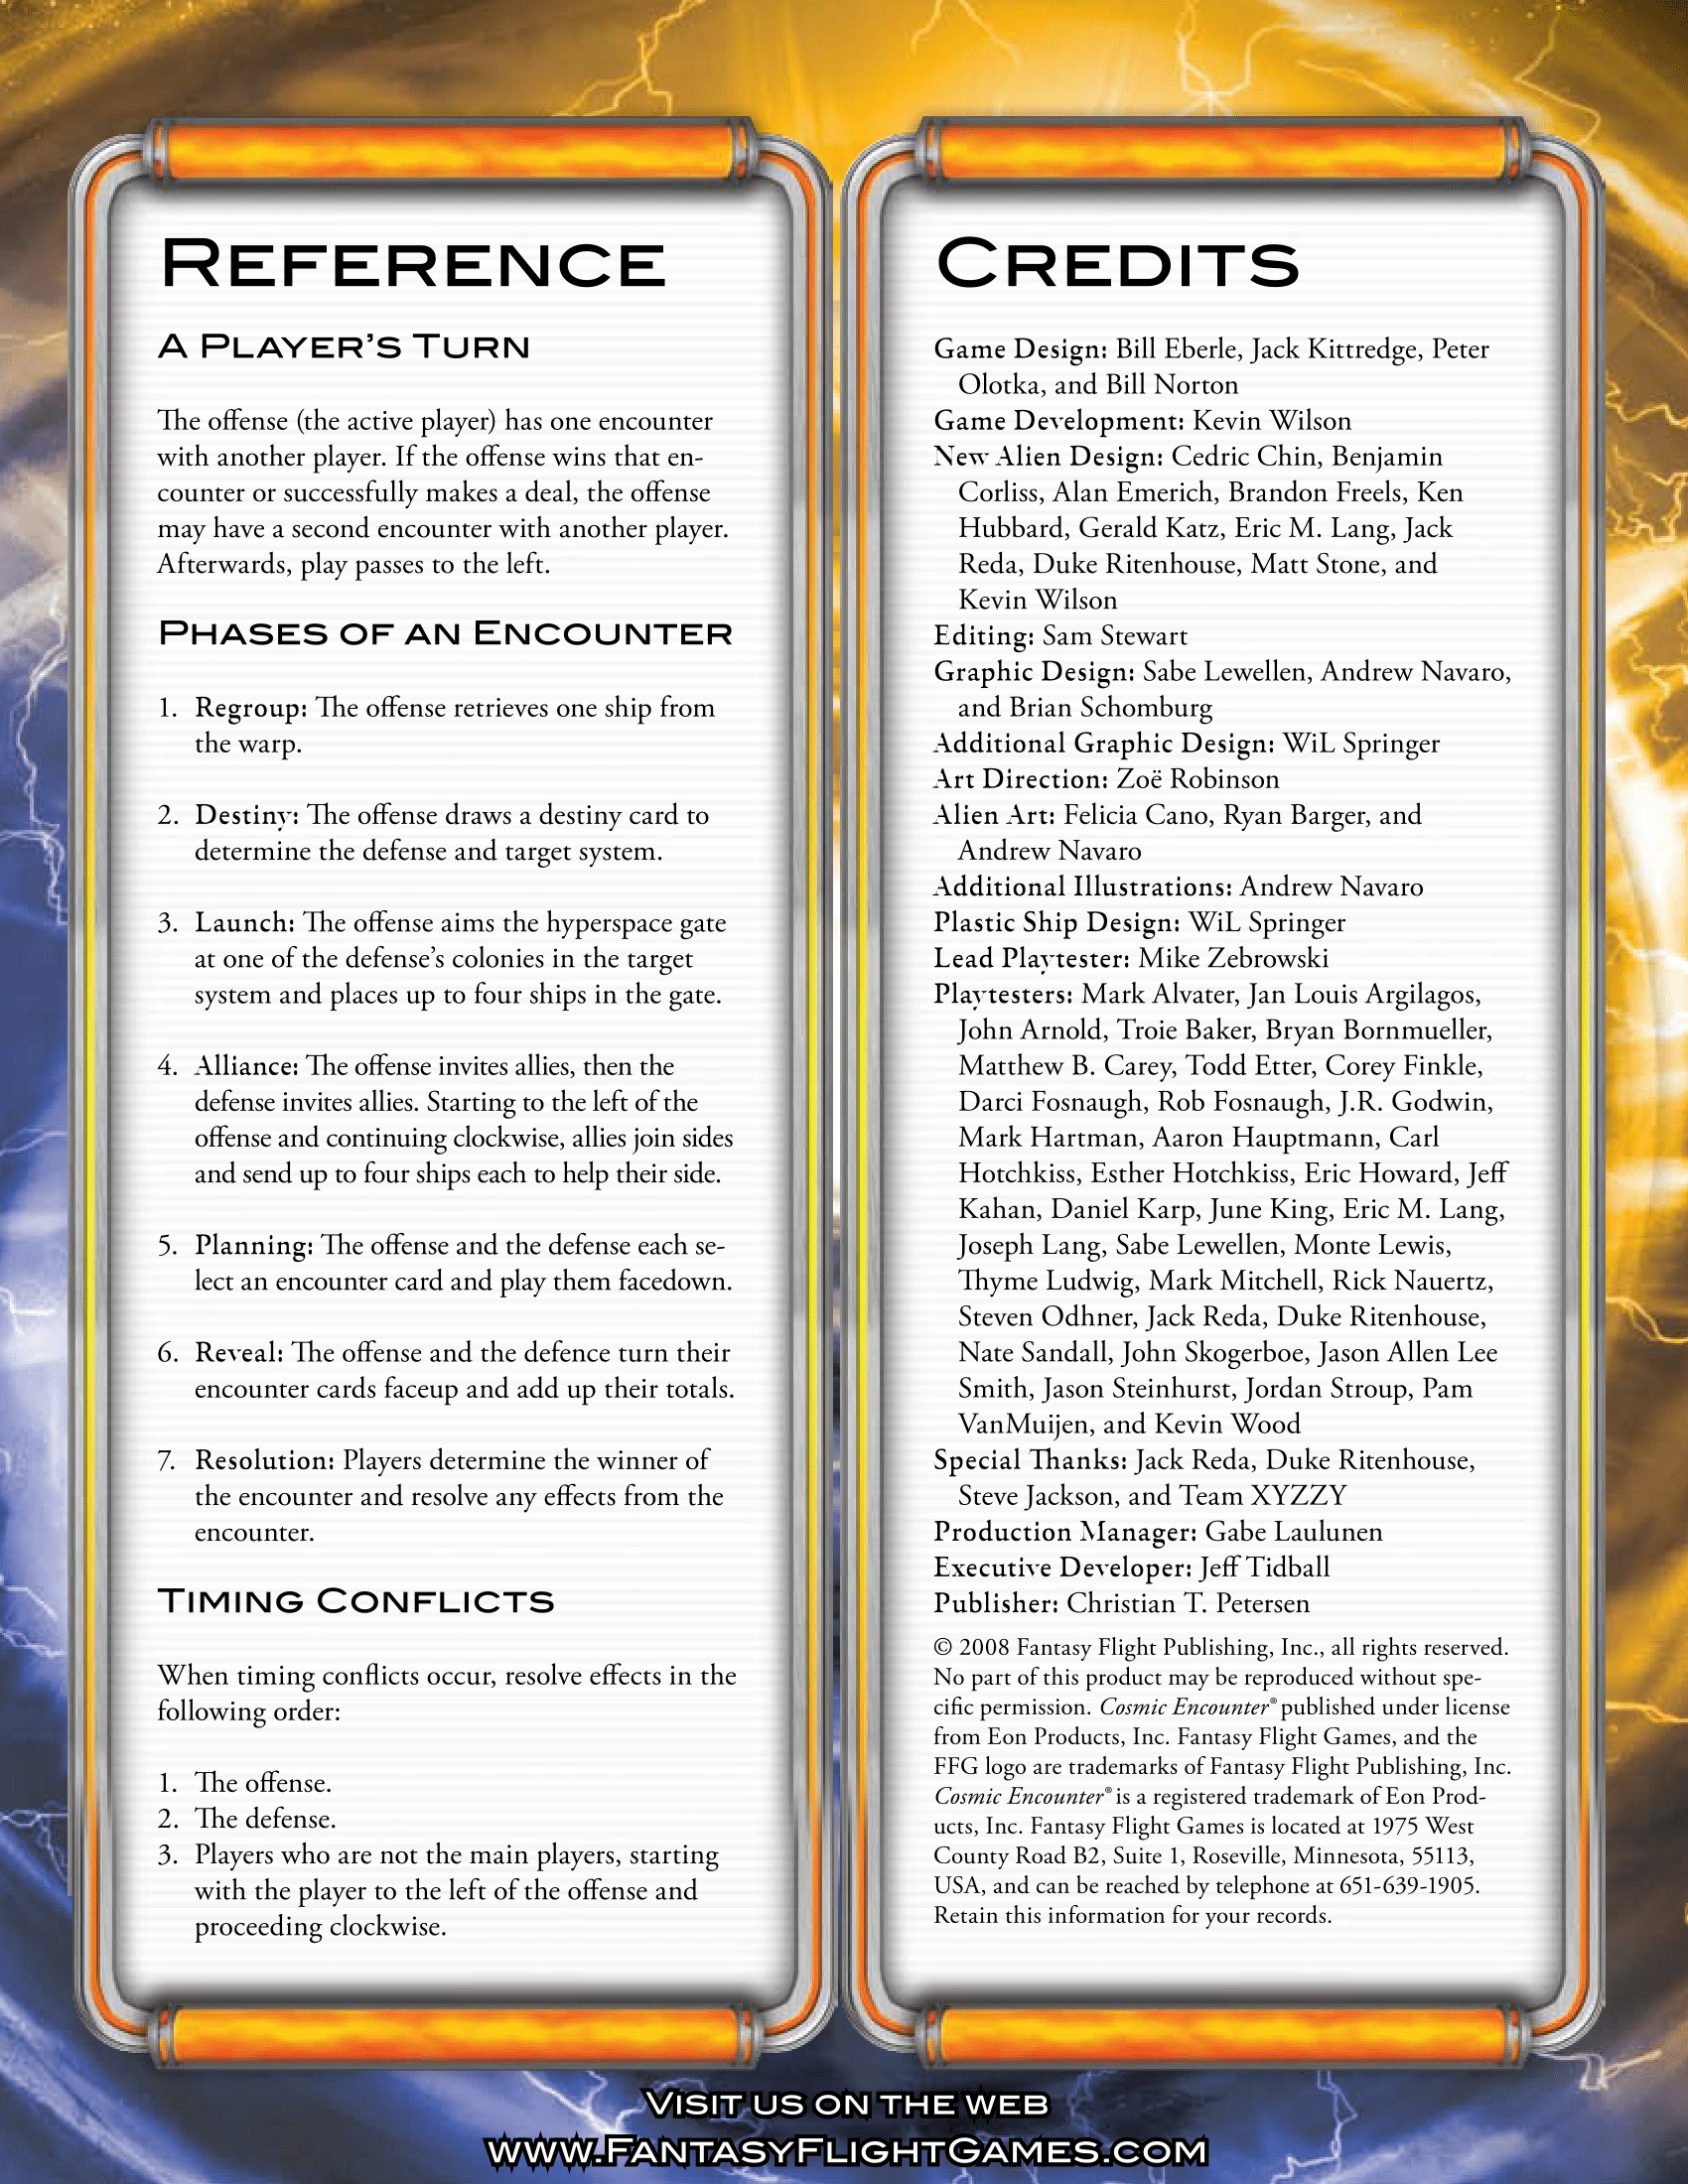 Reference
A Player's Turn
The offense (the active player) has one encounter
with another player. If the offense wins that en-
counter or successfully makes a deal, the offense
may have a second encounter with another player.
Afterwards, play passes to the left.
Phases of an Encounter
1. Regroup: The offense retrieves one ship from
the warp.
2. Destiny: The offense draws a destiny card to
determine the defense and target system.
3. Launch: The offense aims the hyperspace gate
at one of the defense's colonies in the target
system and places up to four ships in the gate.
4. Alliance: The offense invites allies, then the
defense invites allies. Starting to the left of the
offense and continuing clockwise, allies join sides
and send up to four ships each to help their side.
5. Planning: The offense and the defense each se-
lect an encounter card and play them facedown.
6. Reveal: The offense and the defence turn their
encounter cards faceup and add up their totals.
7. Resolution: Players determine the winner of
the encounter and resolve any effects from the
encounter.
Timing Conflicts
When timing conflicts occur, resolve effects in the
following order:
1. The offense.
2. The defense.
3. Players who are not the main players, starting
with the player to the left of the offense and
proceeding clockwise.
Credits
Game Design: Bill Eberle, Jack Kittredge, Peter
Olotka, and Bill Norton
Game Development: Kevin Wilson
New Alien Design: Cedric Chin, Benjamin
Corliss, Alan Emerich, Brandon Freels, Ken
Hubbard, Gerald Katz, Eric M. Lang, Jack
Reda, Duke Ritenhouse, Matt Stone, and
Kevin Wilson
Editing: Sam Stewart
Graphic Design: Sabe Lewellen, Andrew Navaro,
and Brian Schomburg
Additional Graphic Design: WiL Springer
Art Direction: Zoë Robinson
Alien Art: Felicia Cano, Ryan Barger, and
Andrew Navaro
Additional Illustrations: Andrew Navaro
Plastic Ship Design: WiL Springer
Lead Playtester: Mike Zebrowski
Playtesters: Mark Alvater, Jan Louis Argilagos,
John Arnold, Troie Baker, Bryan Bornmueller,
Matthew B. Carey, Todd Etter, Corey Finkle,
Darci Fosnaugh, Rob Fosnaugh, J.R. Godwin,
Mark Hartman, Aaron Hauptmann, Carl
Hotchkiss, Esther Hotchkiss, Eric Howard, Jeff
Kahan, Daniel Karp, June King, Eric M. Lang,
Joseph Lang, Sabe Lewellen, Monte Lewis,
Thyme Ludwig, Mark Mitchell, Rick Nauertz,
Steven Odhner, Jack Reda, Duke Ritenhouse,
Nate Sandall, John Skogerboe, Jason Allen Lee
Smith, Jason Steinhurst, Jordan Stroup, Pam
VanMuijen, and Kevin Wood
Special Thanks: Jack Reda, Duke Ritenhouse,
Steve Jackson, and Team XYZZY
Production Manager: Gabe Laulunen
Executive Developer: Jeff Tidball
Publisher: Christian T. Petersen
© 2008 Fantasy Flight Publishing, Inc., all rights reserved.
No part of this product may be reproduced without spe-
cific permission. Cosmic Encounter® published under license
from Eon Products, Inc. Fantasy Flight Games, and the
FFG logo are trademarks of Fantasy Flight Publishing, Inc.
Cosmic Encounter® is a registered trademark of Eon Prod-
ucts, Inc. Fantasy Flight Games is located at 1975 West
County Road B2, Suite 1, Roseville, Minnesota, 55113,
USA, and can be reached by telephone at 651-639-1905.
Retain this information for your records.
Visit us on the web
www.FantasyFlightGames.com